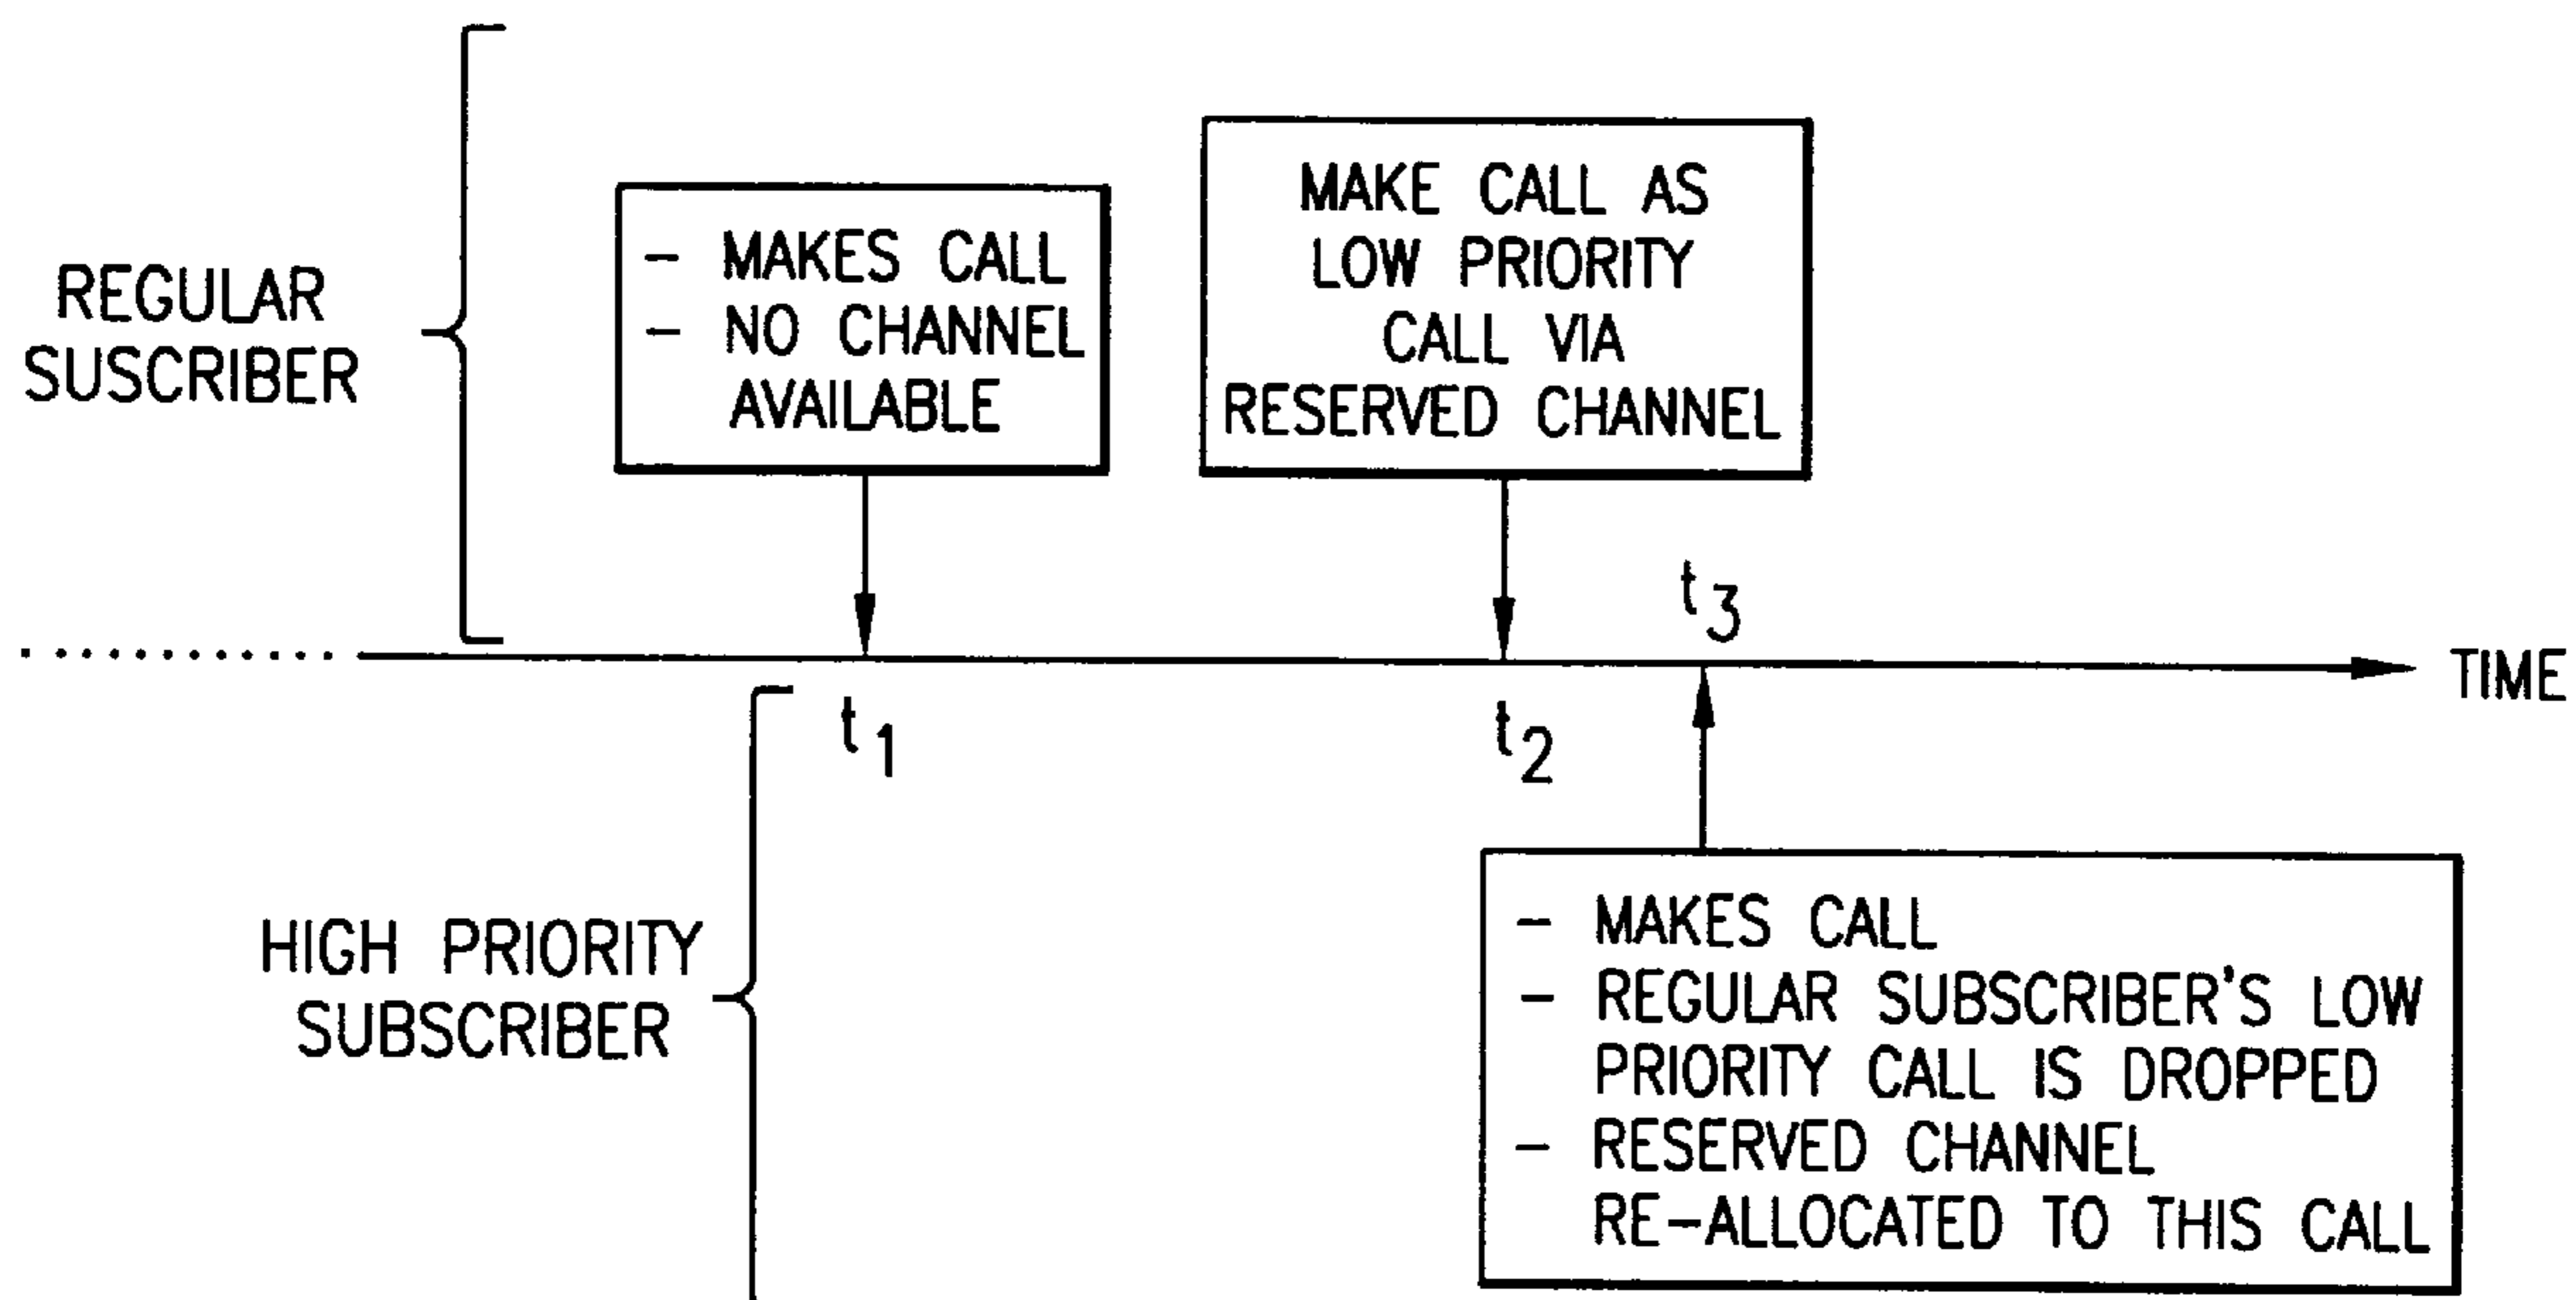 REGULAR
SUSCRIBER
- MAKES CALL
- NO CHANNEL
AVAILABLE
MAKE CALL AS
LOW PRIORITY
CALL VIA
RESERVED CHANNEL
t1
t2
t3
TIME
HIGH PRIORITY
SUBSCRIBER
- MAKES CALL
- REGULAR SUBSCRIBER'S LOW
PRIORITY CALL IS DROPPED
- RESERVED CHANNEL
RE-ALLOCATED TO THIS CALL